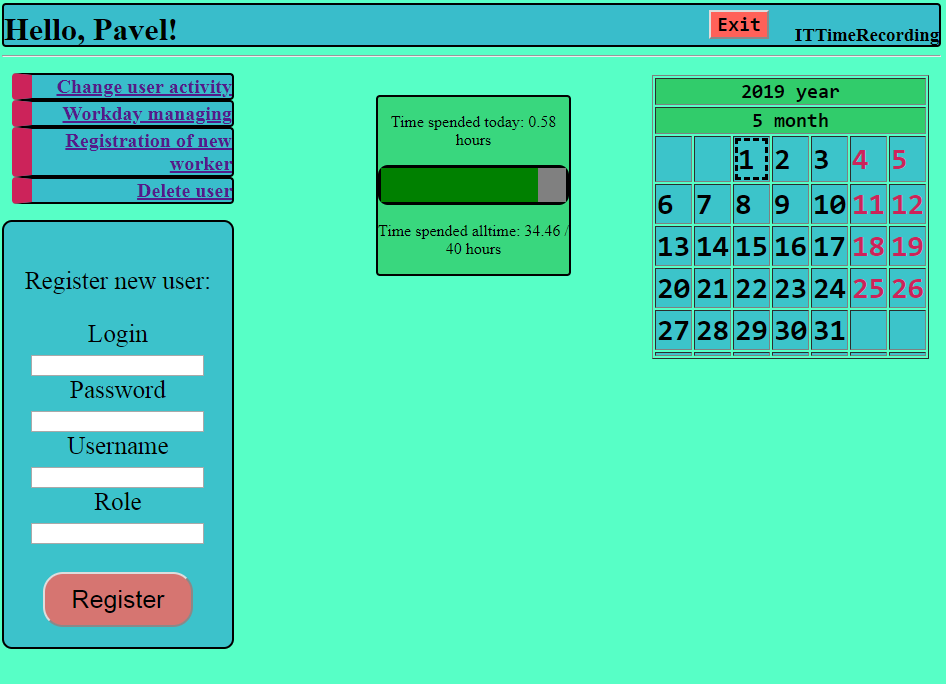 Hello, Pavel!
Exit
ITTimeRecording
Change user activity
Workday managing
Registration of new
worker
Delete user
Register new user:
Login
Password
Username
Role
Register
Time spended today: 0.58
hours
Time spended alltime: 34.46 /
40 hours
2019 year
5 month
1 2 3 4 5
6 7 8 9 10 11 12
13 14 15 16 17 18 19
20 21 22 23 24 25 26
27 28 29 30 31